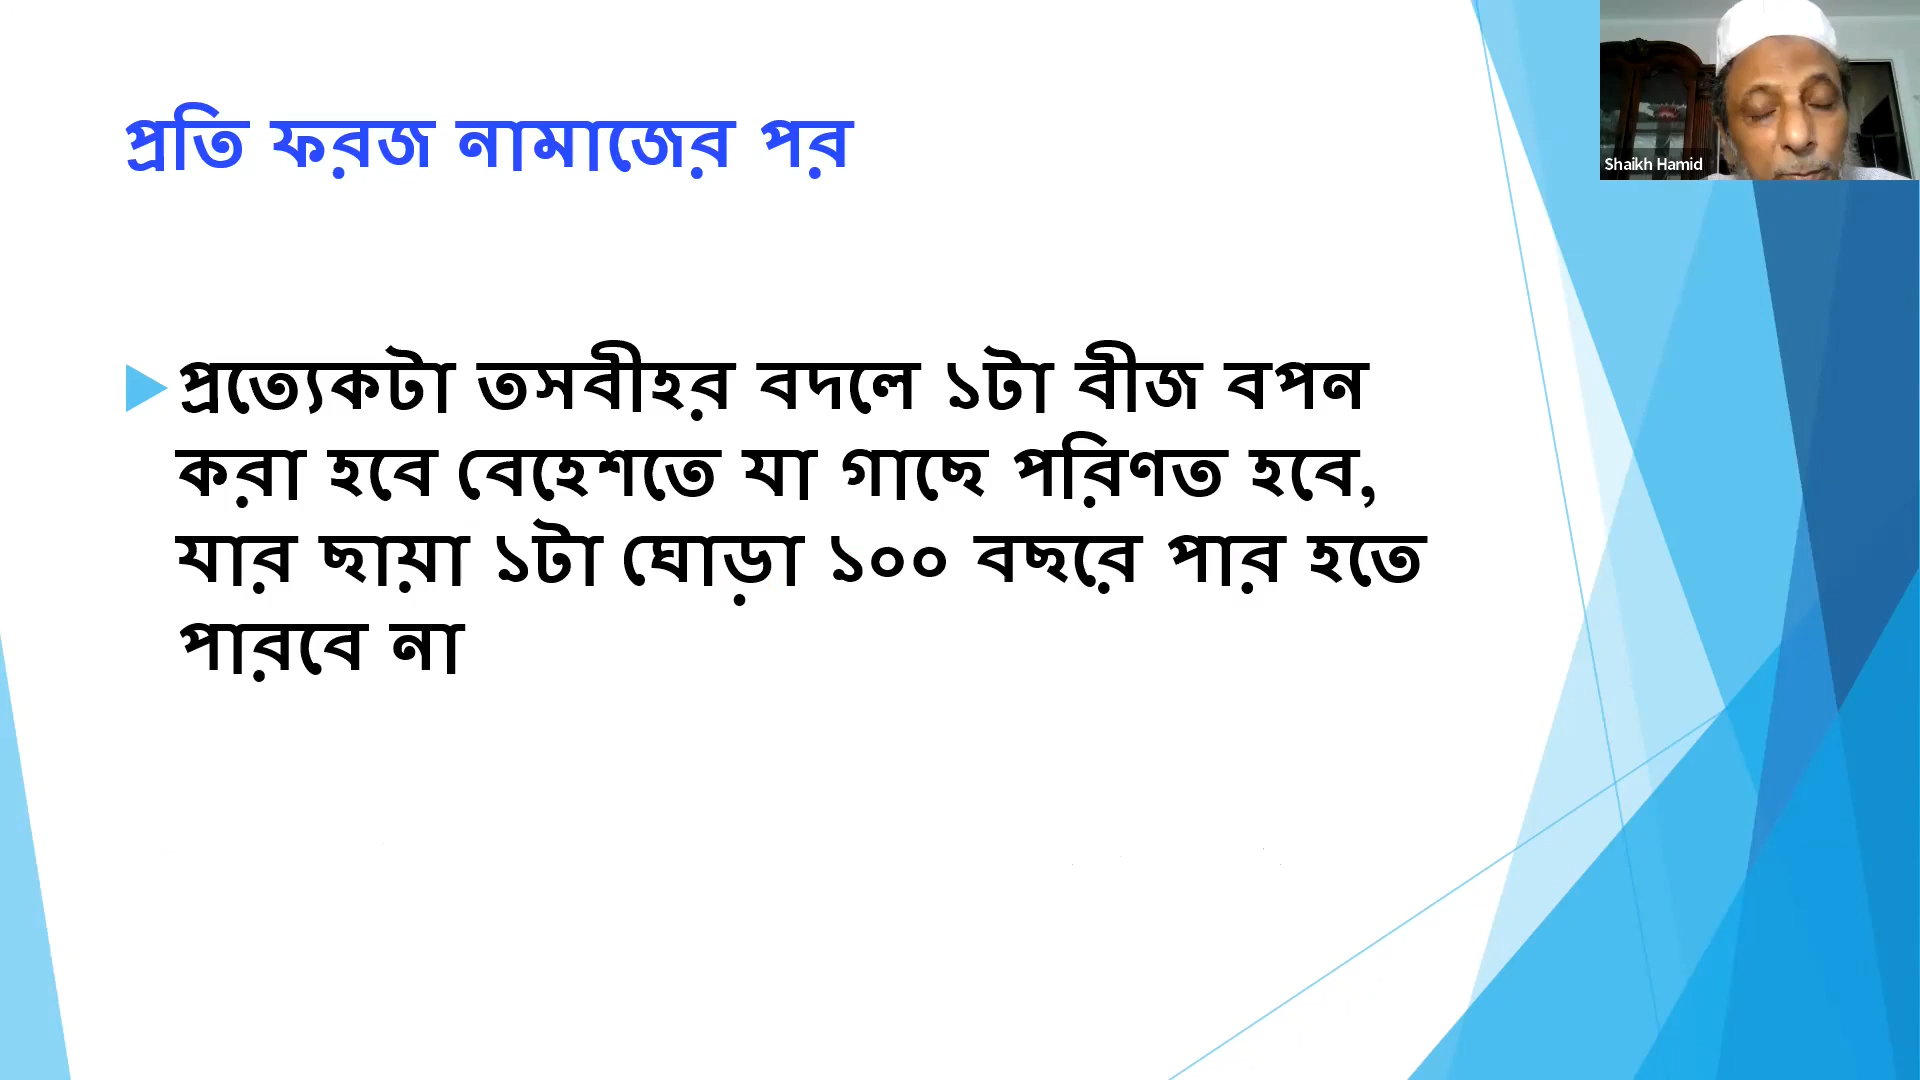 প্রতি ফরজ নামাজের পর
Shaikh Hamid
প্রত্যেকটা তসবীহর বদলে ১টা বীজ বপন
করা হবে বেহেশতে যা গাছে পরিণত হবে,
যার ছায়া ১টা ঘোড়া ১০০ বছরে পার হতে
পারবে না